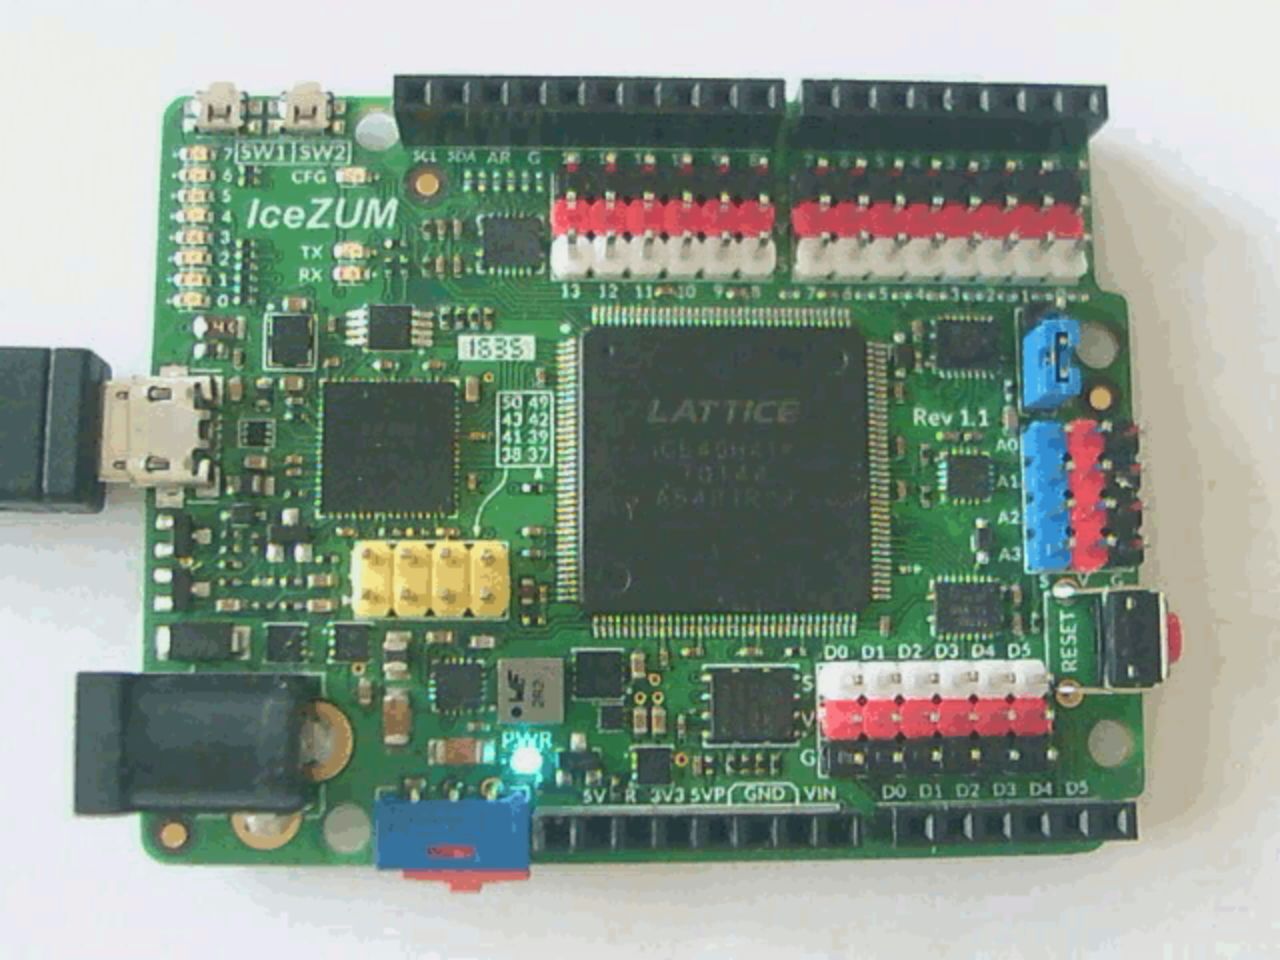 SW1 SW2
7
6
5
4
3
2
1
0
CFG
IceZUM
TX
RX
SCL SDA AR G
13 12 11 10 9 8
7 6 5 4 3 2 1 0
1635
50 49
43 42
41 39
38 37
LATTICE
Rev 1.1
A0
A1
A2
A3
S V G
RESET
D0 D1 D2 D3 D4 D5
S
V
G
WE
2R2
PWR
5V R 3V3 5VP GND VIN
D0 D1 D2 D3 D4 D5